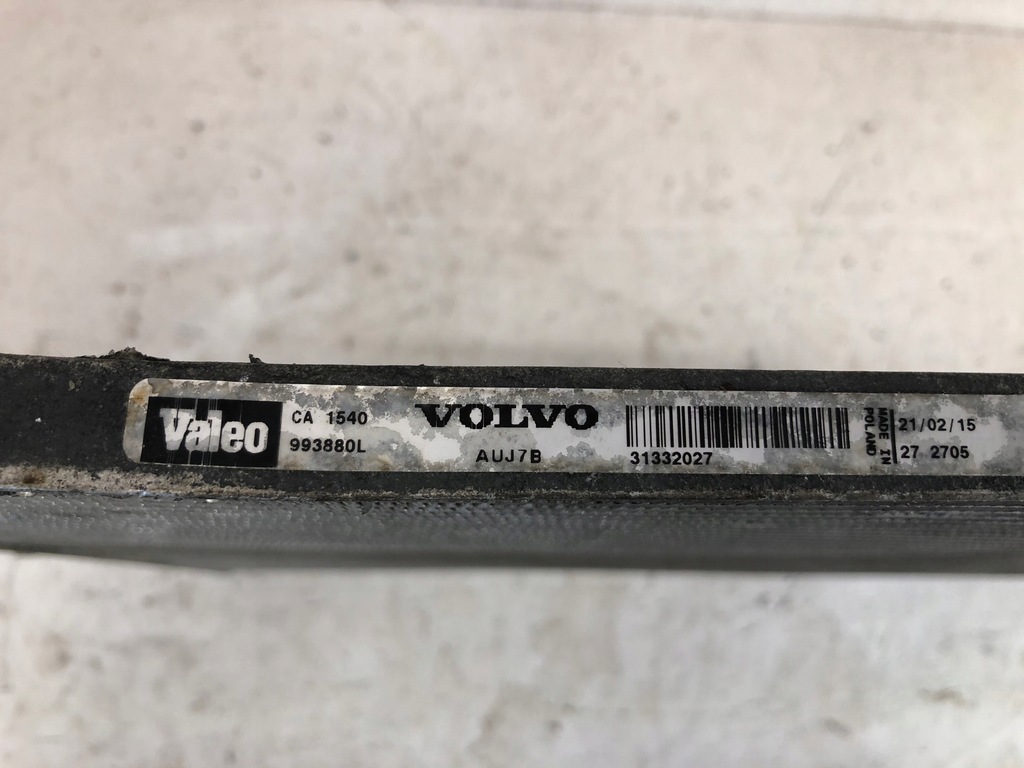 Valeo
CA 1540
993880L
VOLVO
AUJ7B
31332027
MADE IN
POLAND
21/02/15
27 2705